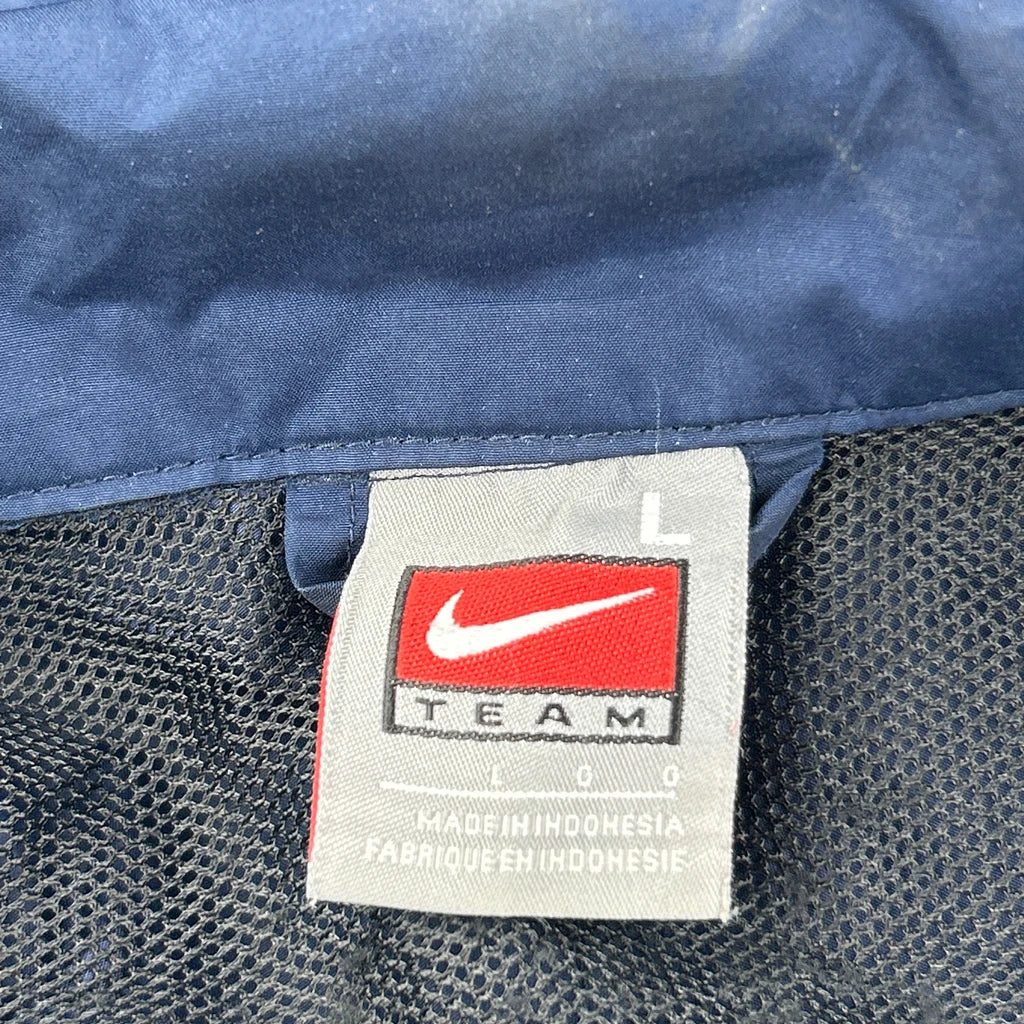 L
TEAM
L G G
MADE IN INDONESIA
FABRIQUE EN INDONESIE